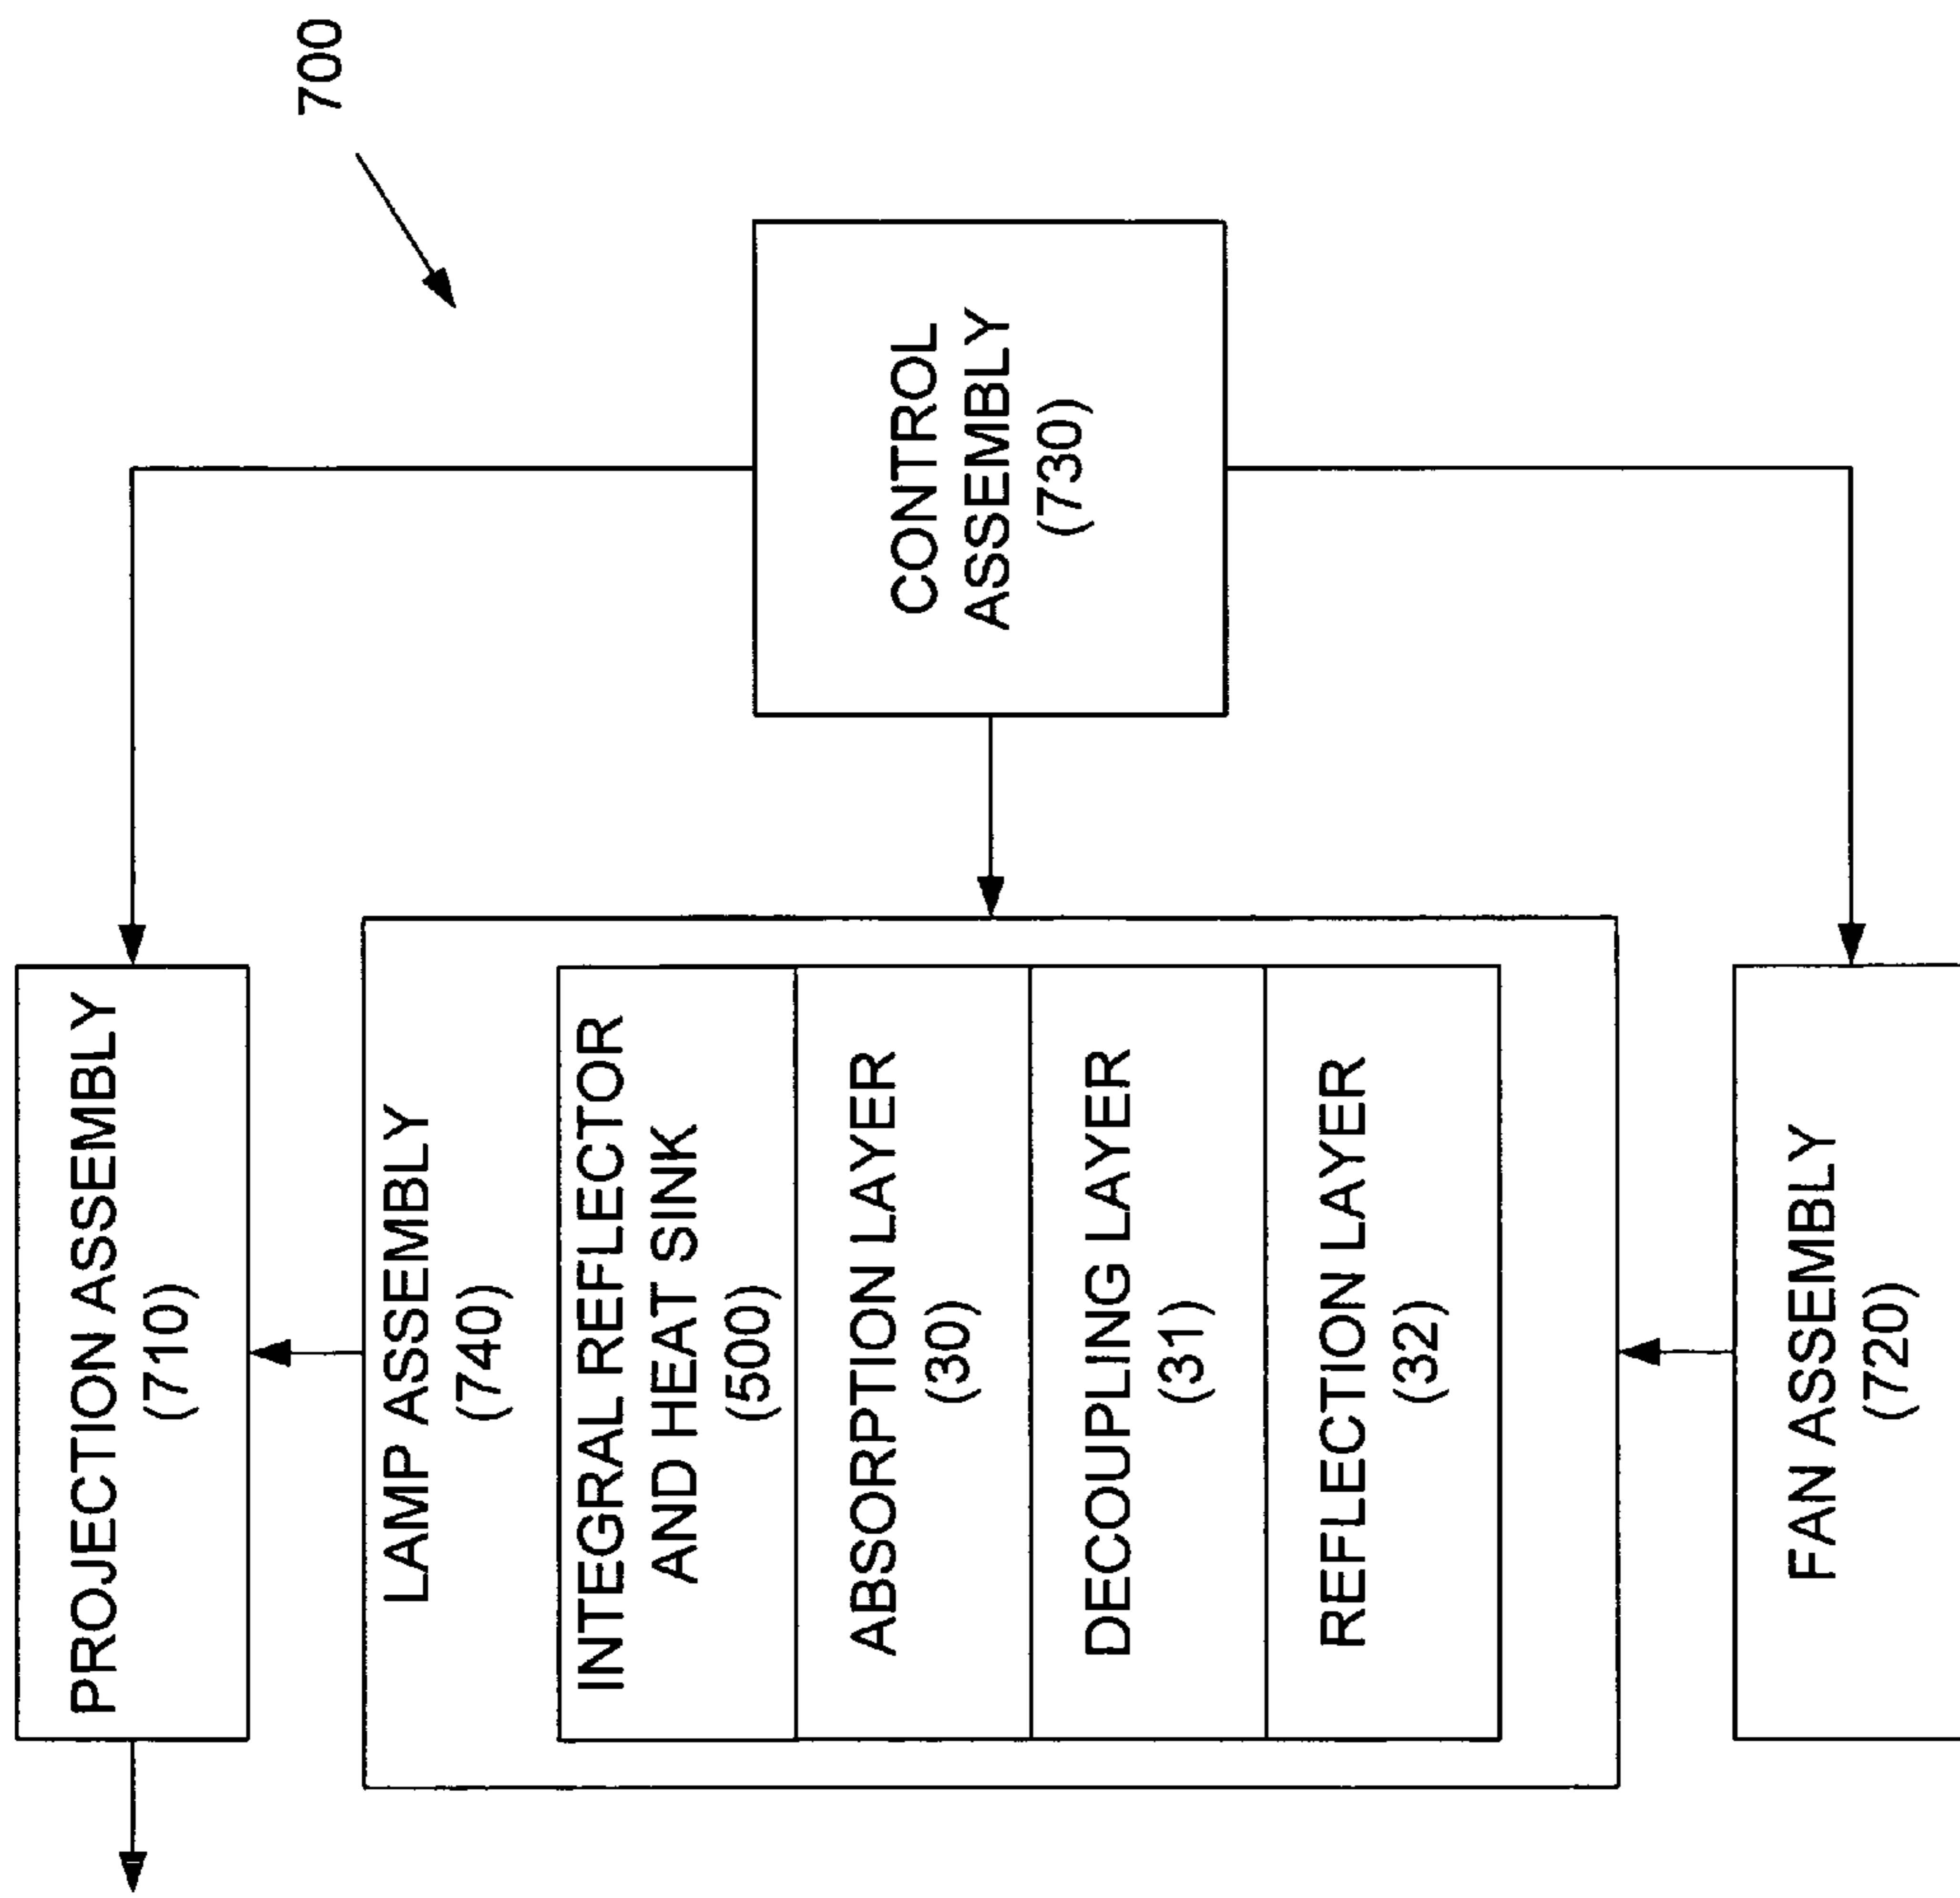 700
CONTROL
ASSEMBLY
(730)
PROJECTION ASSEMBLY
(710)
LAMP ASSEMBLY
(740)
INTEGRAL REFLECTOR
AND HEAT SINK
(500)
ABSORPTION LAYER
(30)
DECOUPLING LAYER
(31)
REFLECTION LAYER
(32)
FAN ASSEMBLY
(720)